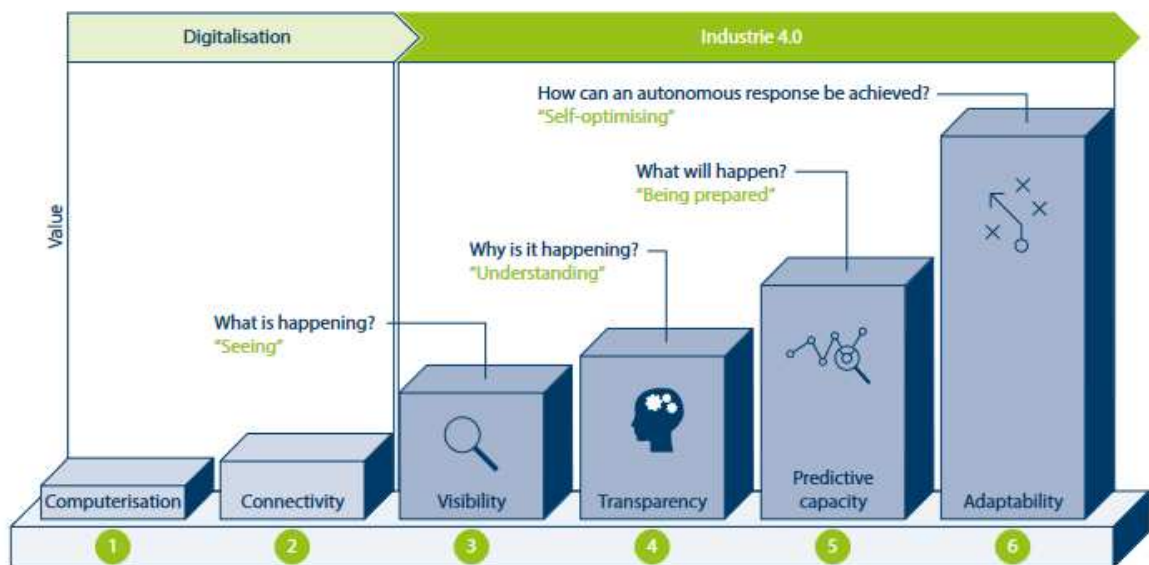 Digitalisation
Industrie 4.0
Value
How can an autonomous response be achieved?
"Self-optimising"
What will happen?
"Being prepared"
Why is it happening?
"Understanding"
What is happening?
"Seeing"
Computerisation
Connectivity
Visibility
Transparency
Predictive
capacity
Adaptability
1
2
3
4
5
6